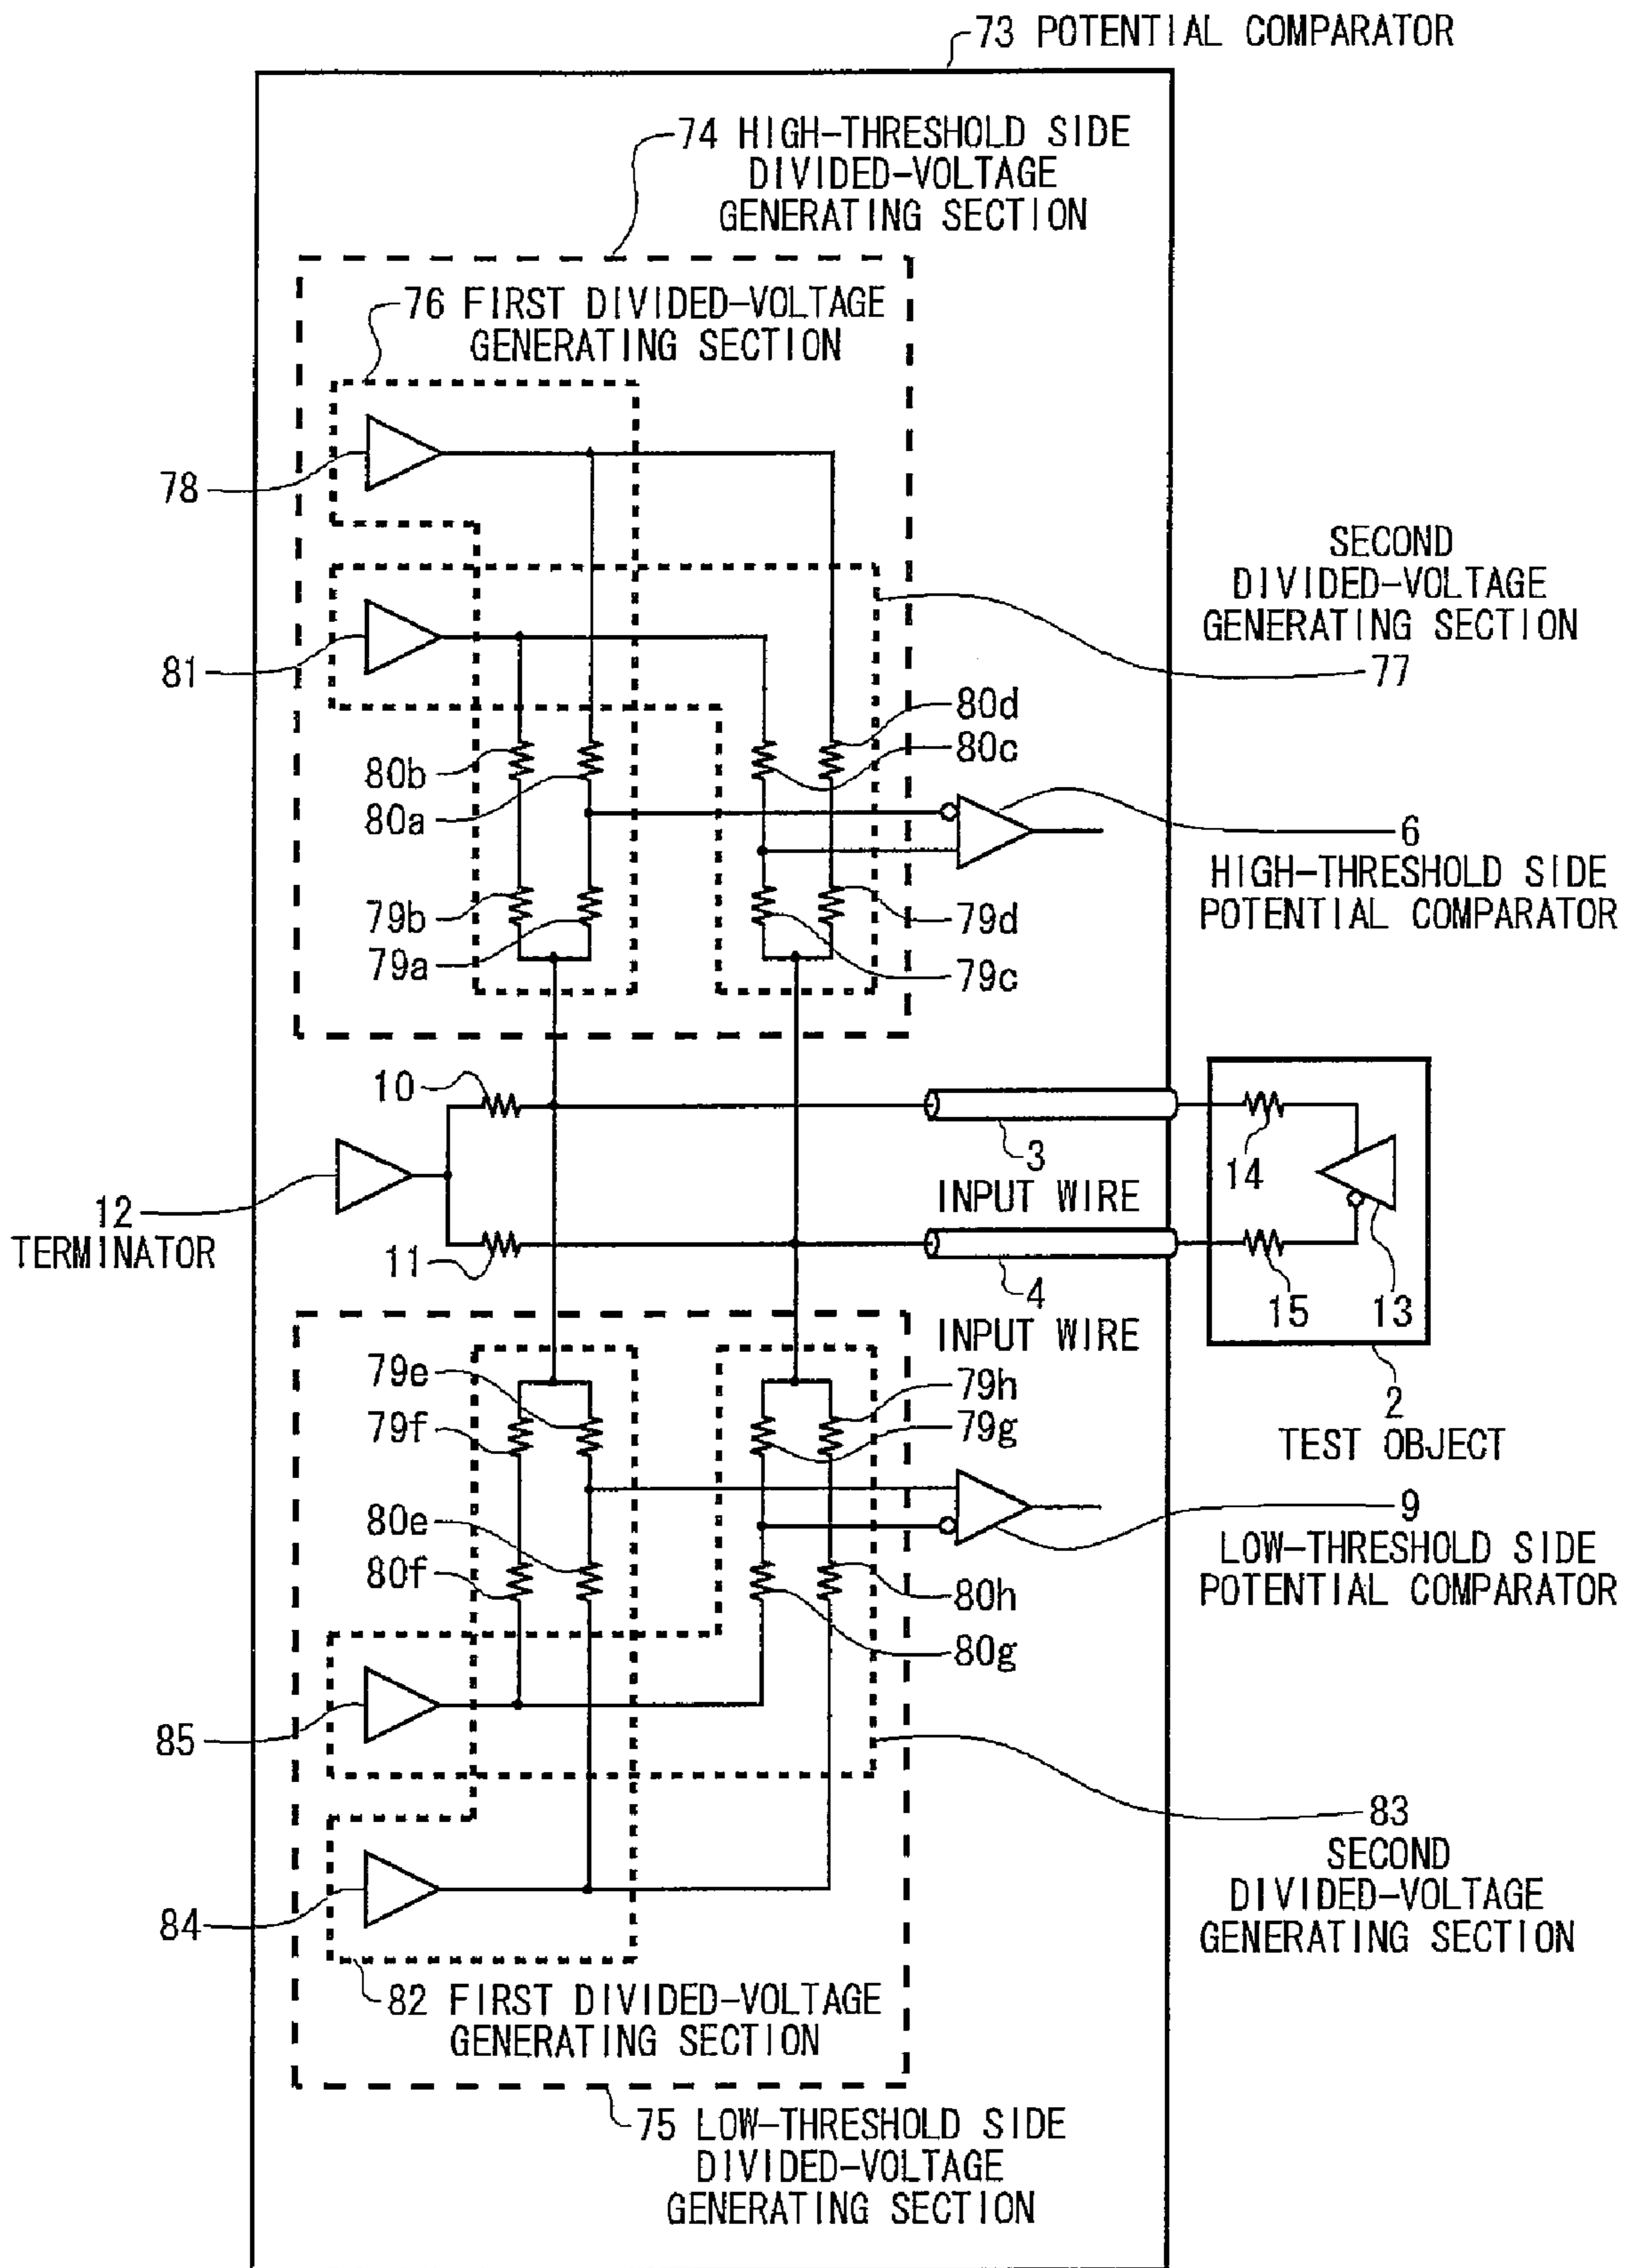 73 POTENTIAL COMPARATOR
74 HIGH-THRESHOLD SIDE
DIVIDED-VOLTAGE
GENERATING SECTION
76 FIRST DIVIDED-VOLTAGE
GENERATING SECTION
78
81
SECOND
DIVIDED-VOLTAGE
GENERATING SECTION
77
80d
80c
80b
80a
6
HIGH-THRESHOLD SIDE
POTENTIAL COMPARATOR
79b
79a
79d
79c
10
3
INPUT WIRE
14
12
TERMINATOR
11
4
INPUT WIRE
15
13
2
TEST OBJECT
79e
79f
79h
79g
80e
80f
9
LOW-THRESHOLD SIDE
POTENTIAL COMPARATOR
80h
80g
85
83
SECOND
DIVIDED-VOLTAGE
GENERATING SECTION
84
82 FIRST DIVIDED-VOLTAGE
GENERATING SECTION
75 LOW-THRESHOLD SIDE
DIVIDED-VOLTAGE
GENERATING SECTION